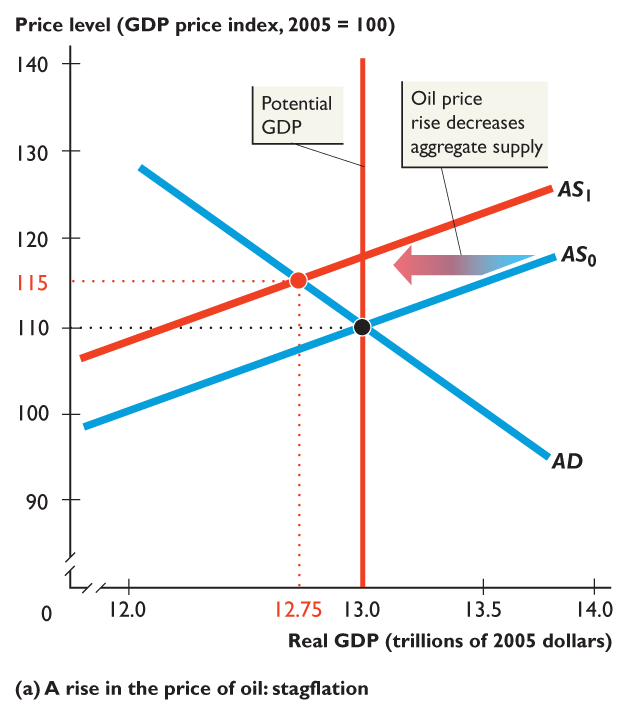 Price level (GDP price index, 2005 = 100)
140
130
120
115
110
100
90
0
Potential
GDP
Oil price
rise decreases
aggregate supply
AS1
AS0
AD
12.0
12.75
13.0
13.5
14.0
Real GDP (trillions of 2005 dollars)
(a) A rise in the price of oil: stagflation